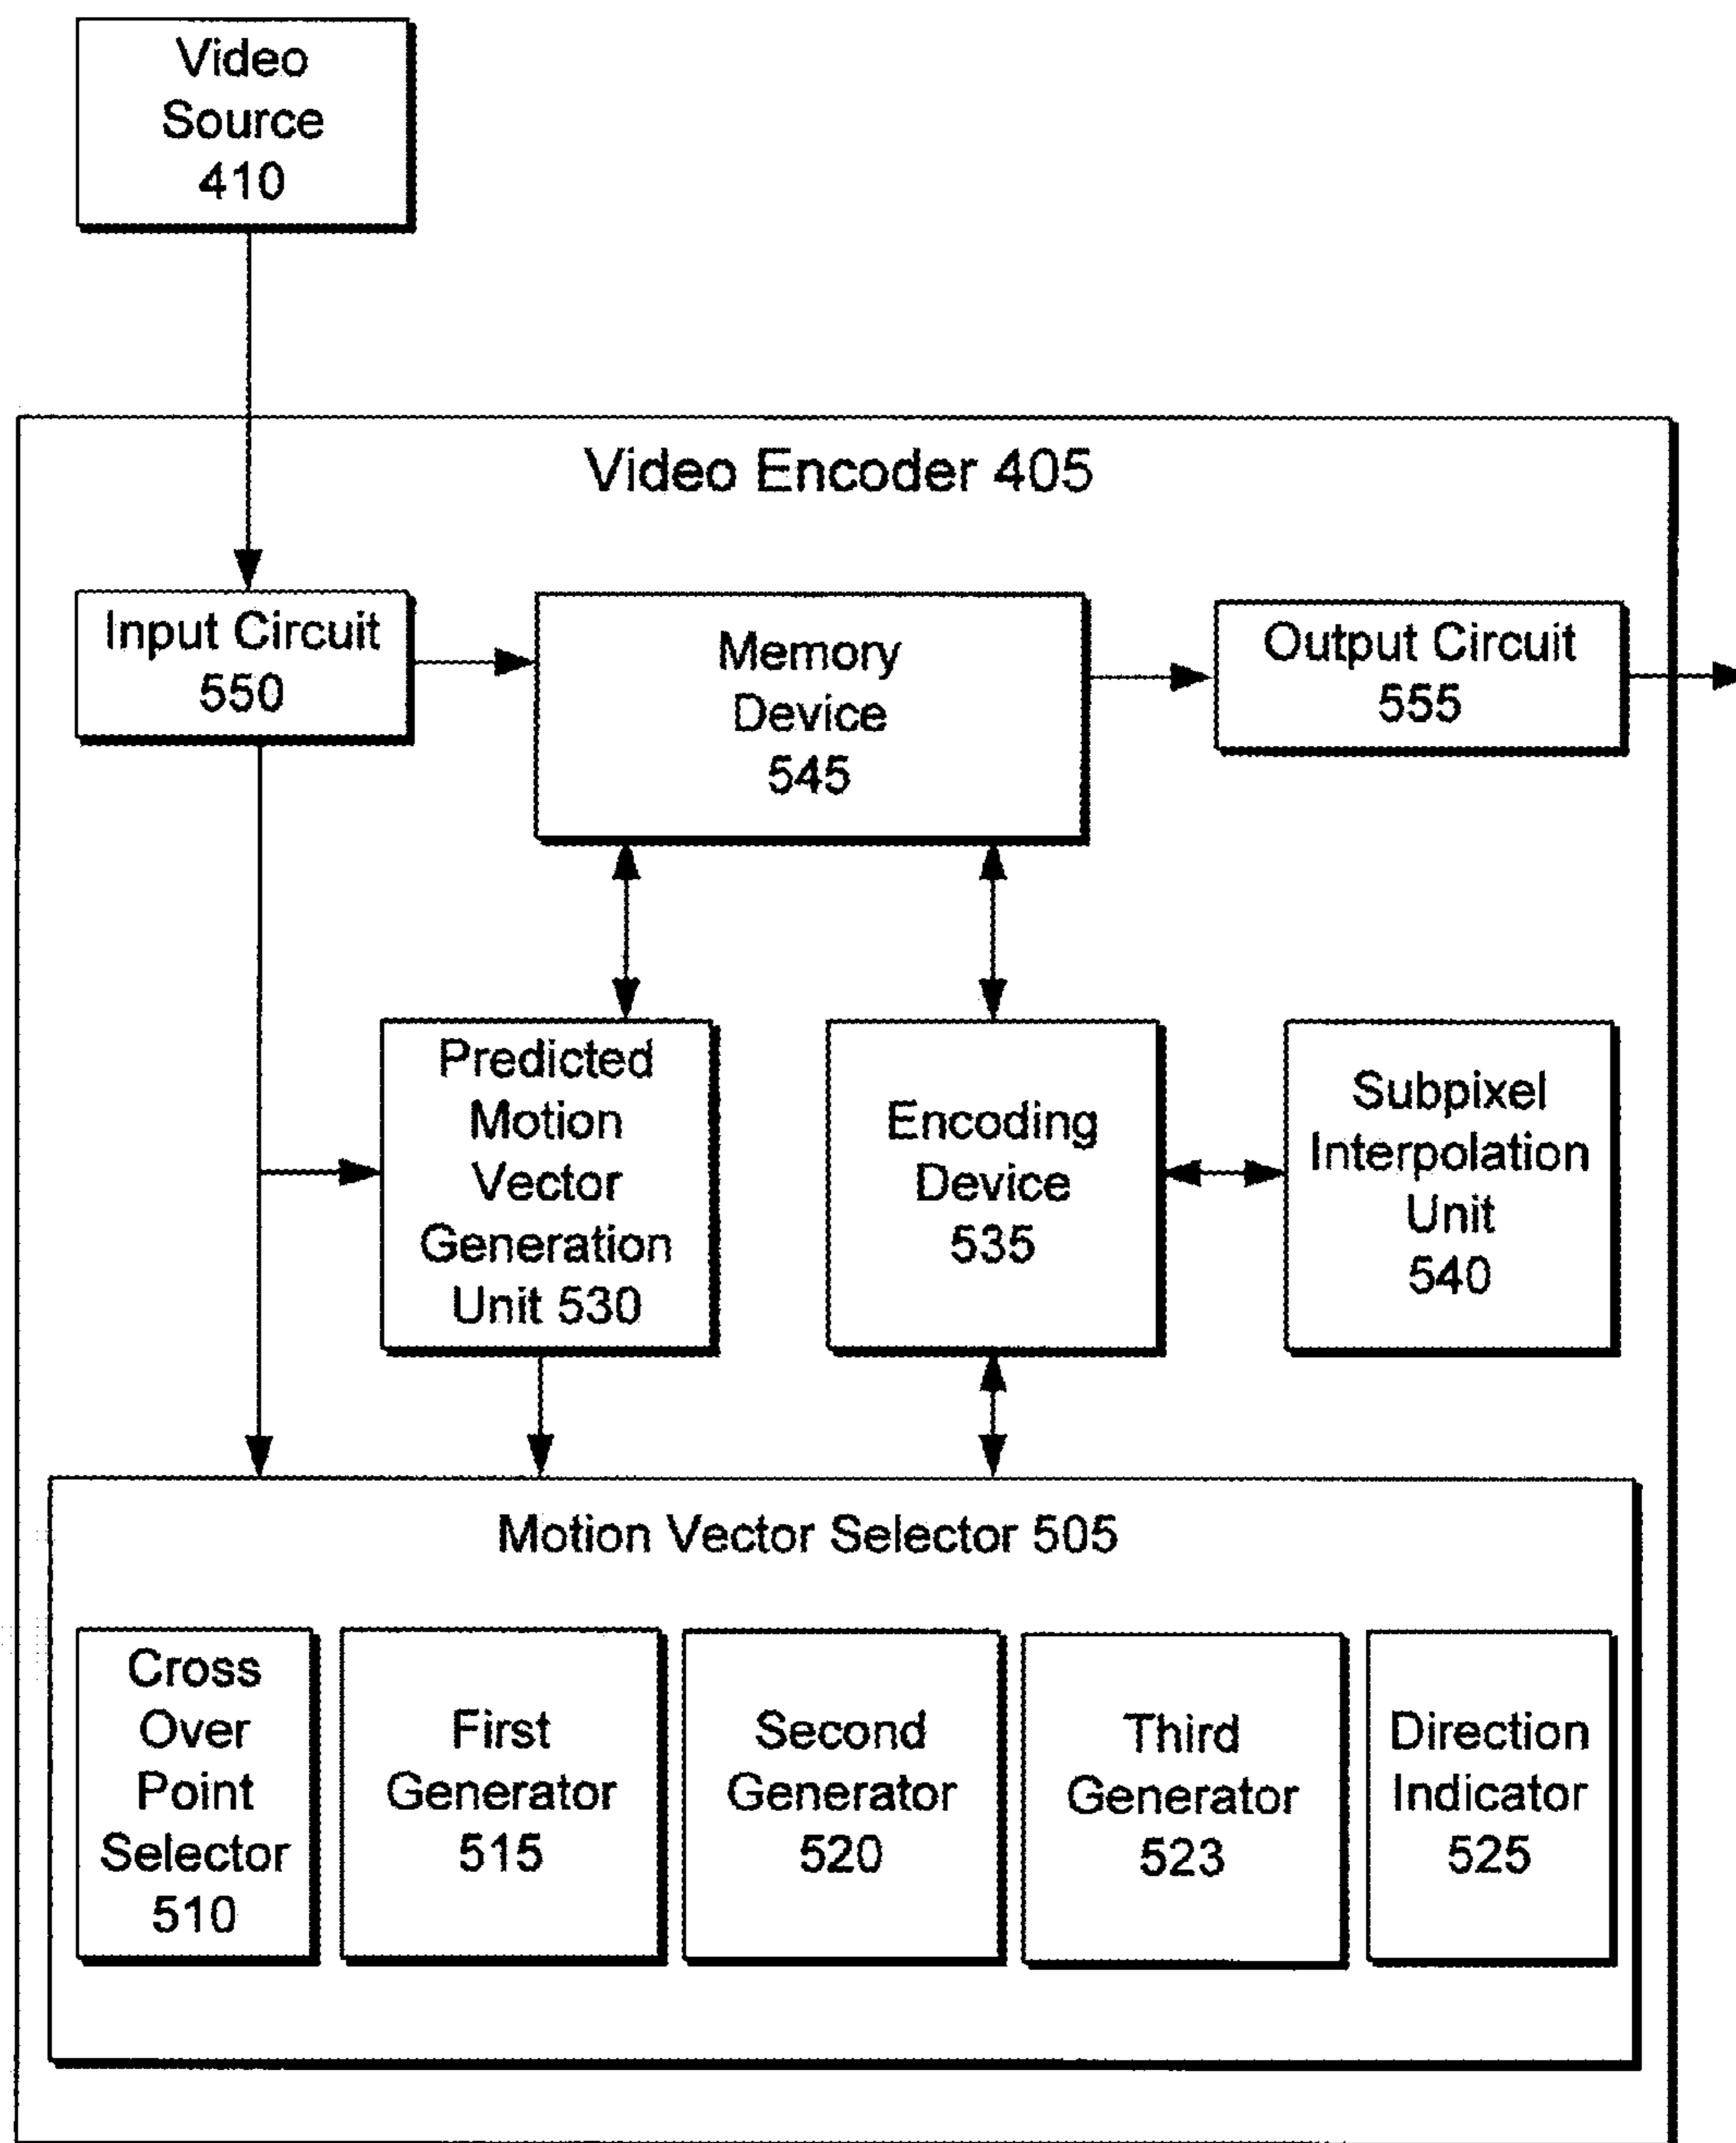 Video
Source
410
Video Encoder 405
Input Circuit
550
Memory
Device
545
Output Circuit
555
Predicted
Motion
Vector
Generation
Unit 530
Encoding
Device
535
Subpixel
Interpolation
Unit
540
Motion Vector Selector 505
Cross
Over
Point
Selector
510
First
Generator
515
Second
Generator
520
Third
Generator
523
Direction
Indicator
525